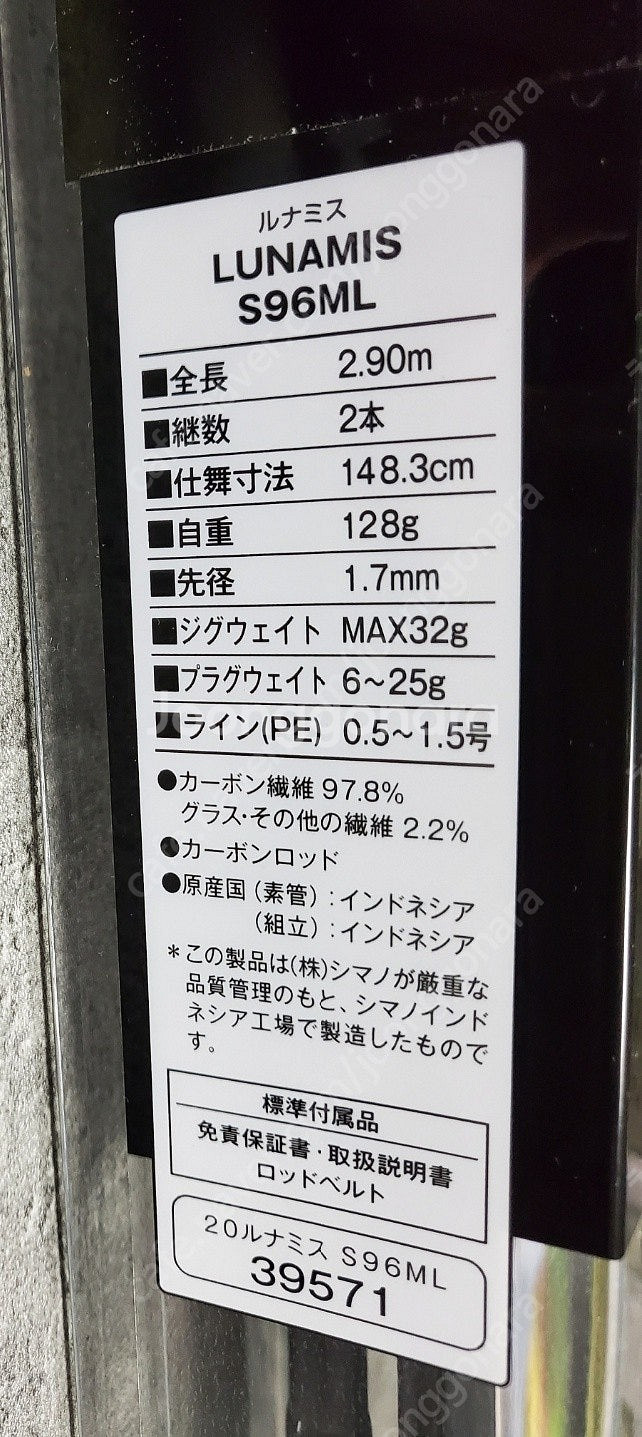 ルナミス
LUNAMIS
S96ML
■全長 2.90m
■継数 2本
■仕舞寸法 148.3cm
■自重 128g
■先径 1.7mm
■ジグウェイト MAX32g
■プラグウェイト 6~25g
■ライン(PE) 0.5~1.5号
●カーボン繊維 97.8%
グラス・その他の繊維 2.2%
●カーボンロッド
●原産国(素管):インドネシア
(組立):インドネシア
*この製品は(株)シマノが厳重な
品質管理のもと、シマノインド
ネシア工場で製造したもので
す。
標準付属品
免責保証書・取扱説明書
ロッドベルト
20ルナミス S96ML
39571